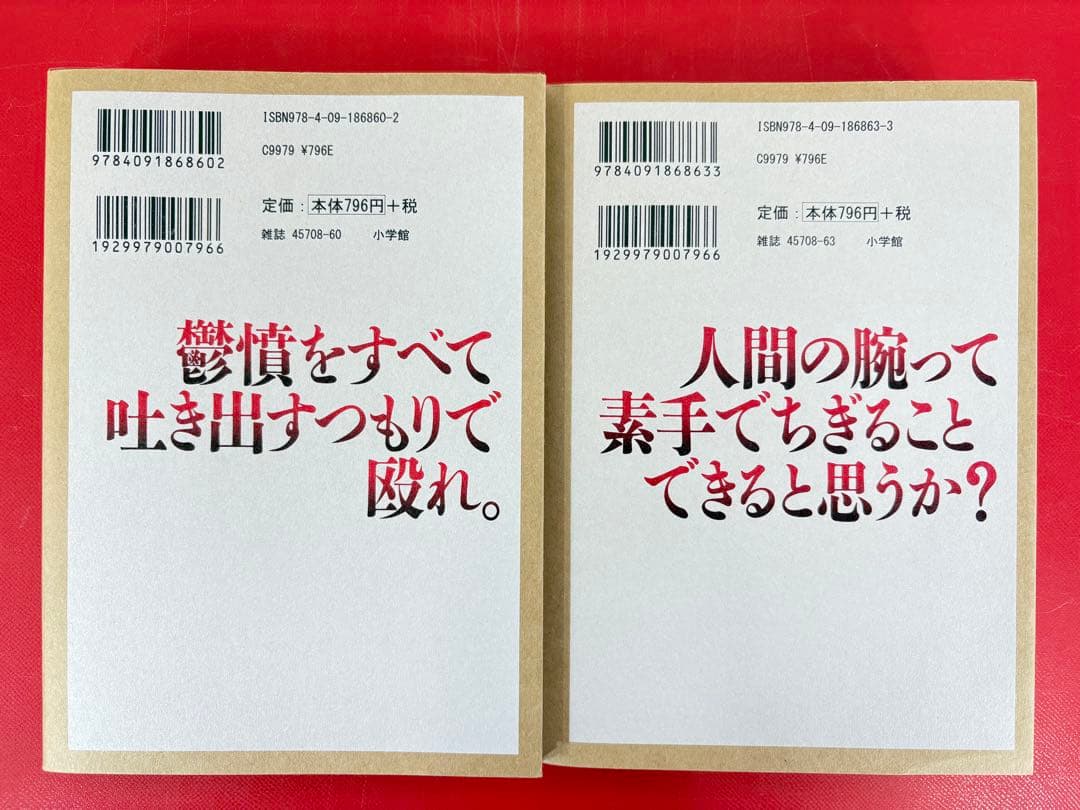 ISBN978-4-09-186860-2
9784091868602
C9979 ¥796E
定価：本体796円＋税
1929979007966
雑誌 45708-60 小学館
鬱憤をすべて
吐き出すつもりで
殴れ。
ISBN978-4-09-186863-3
9784091868633
C9979 ¥796E
定価：本体796円＋税
1929979007966
雑誌 45708-63 小学館
人間の腕って
素手でちぎること
できると思うか？